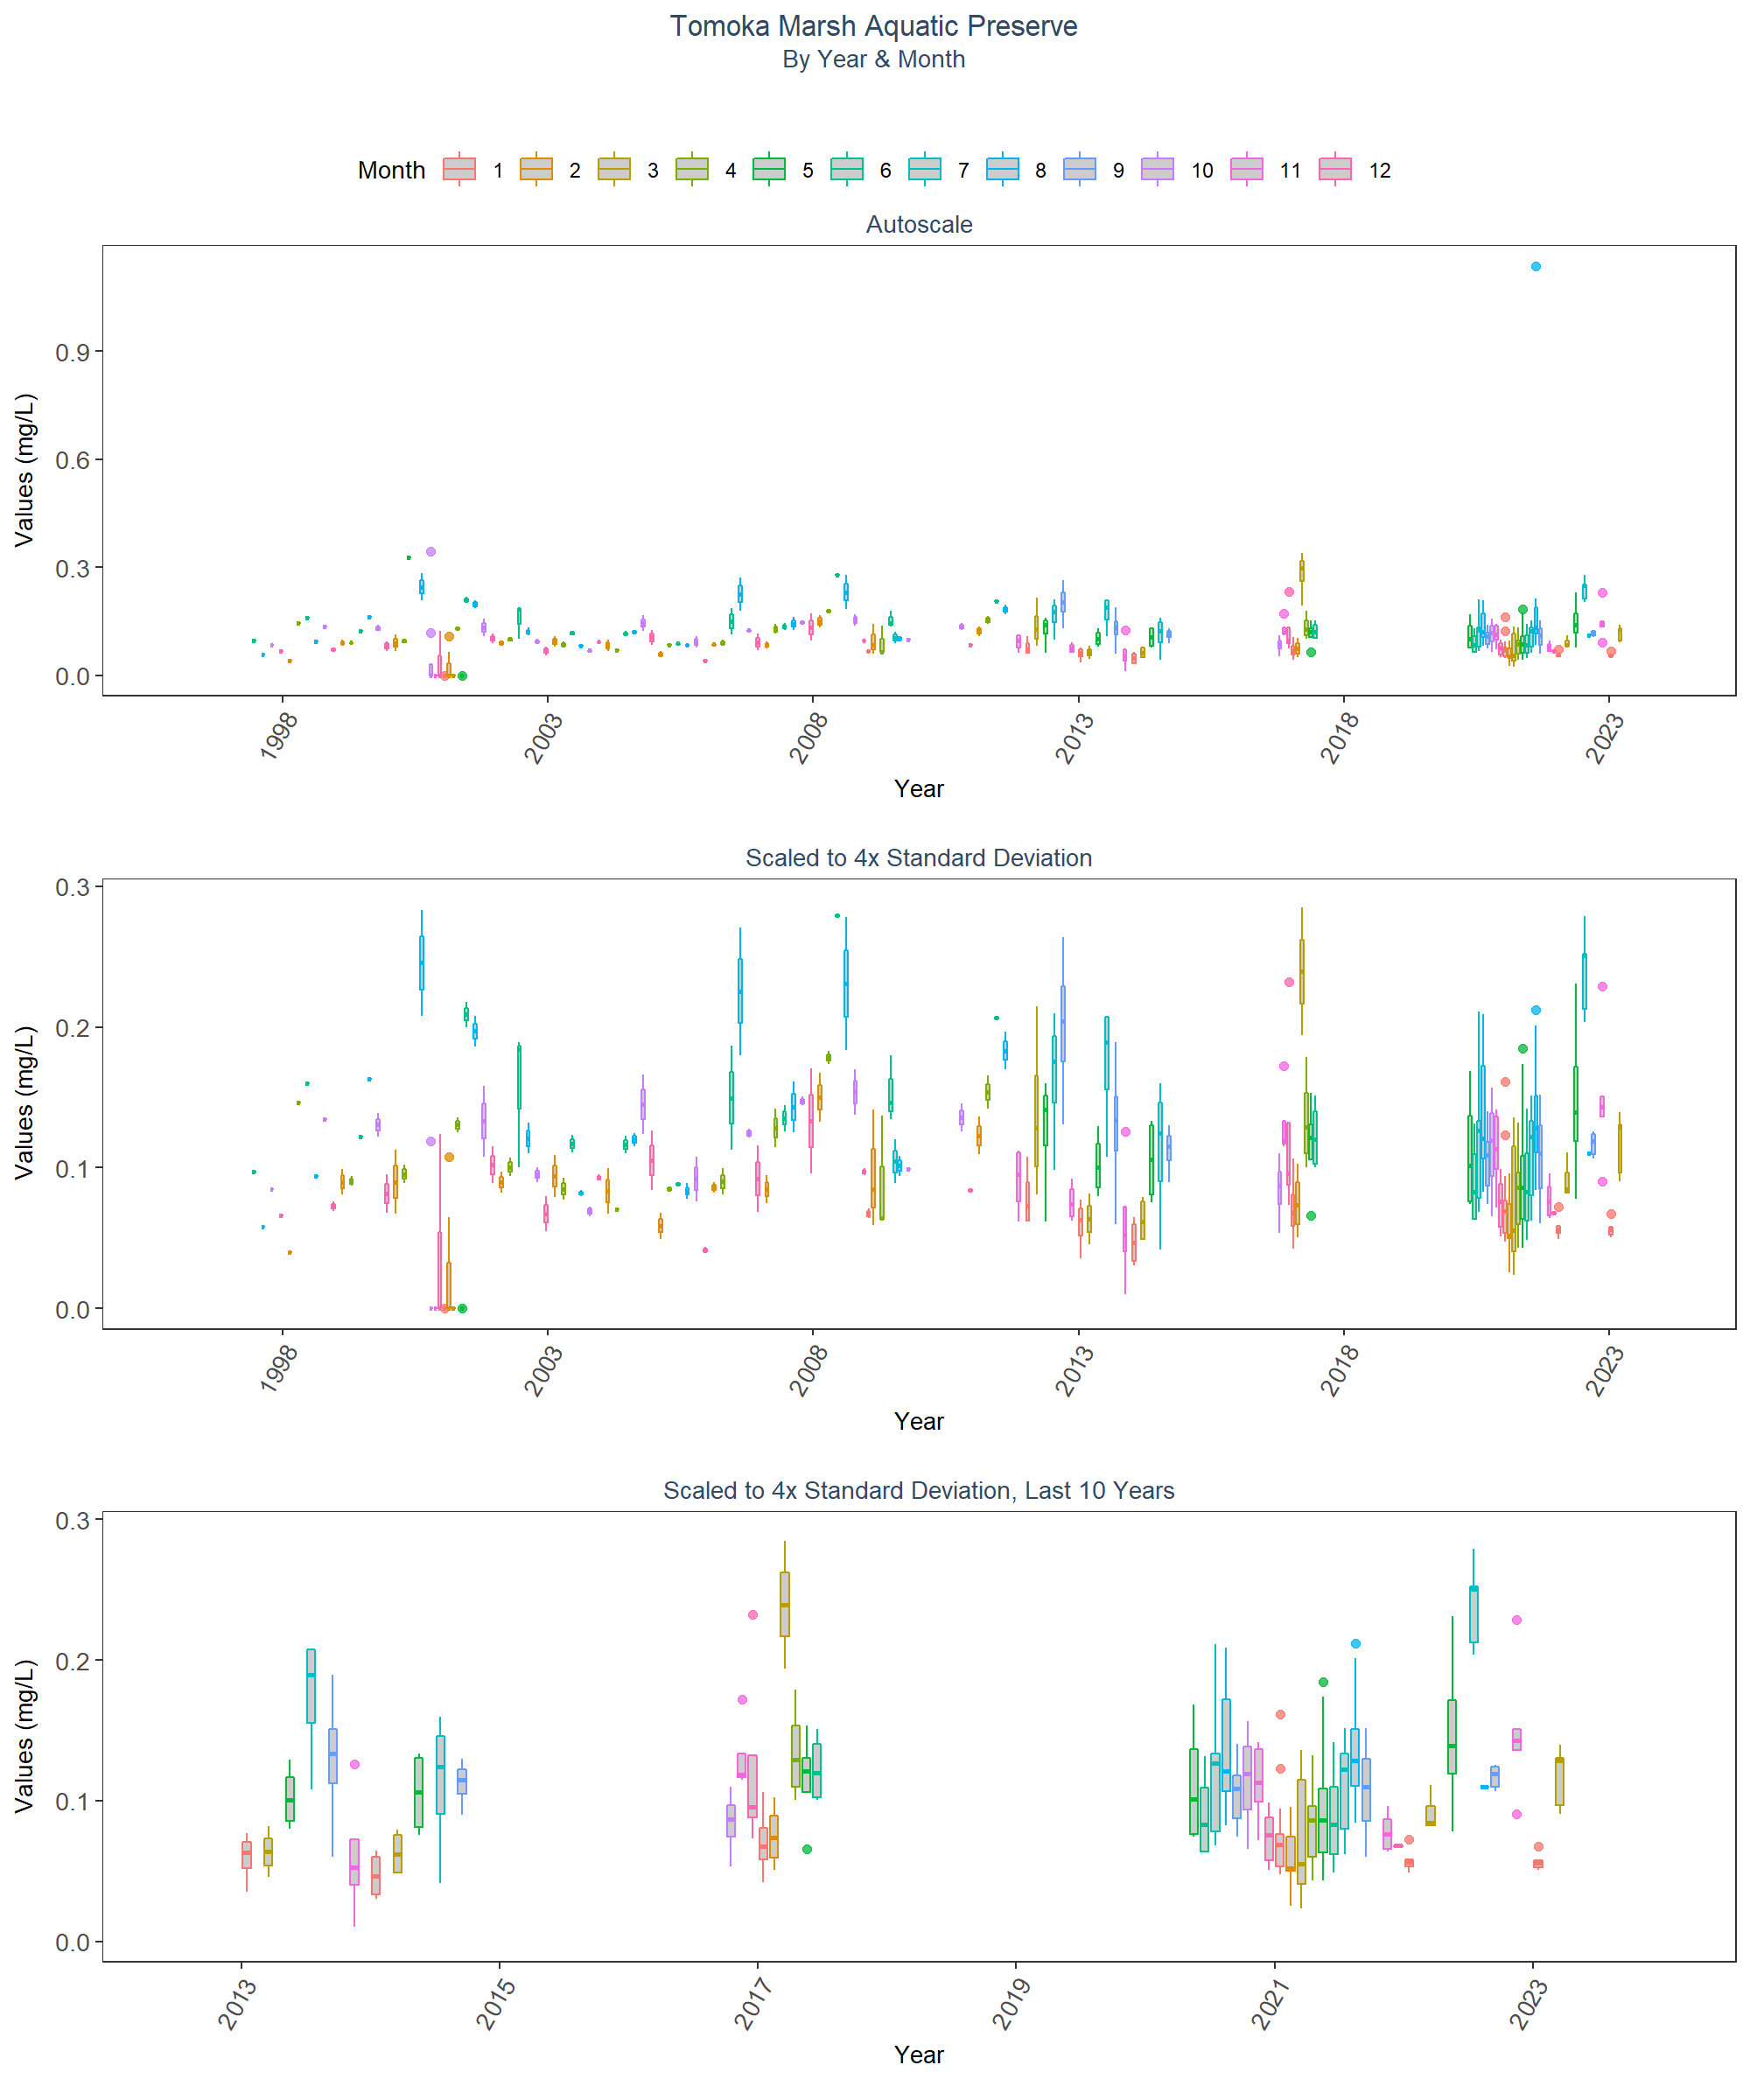 Tomoka Marsh Aquatic Preserve
By Year & Month
Month 1 2 3 4 5 6 7 8 9 10 11 12
Autoscale
Values (mg/L)
0.9
0.6
0.3
0.0
1998 2003 2008 2013 2018 2023
Year
Scaled to 4x Standard Deviation
Values (mg/L)
0.3
0.2
0.1
0.0
1998 2003 2008 2013 2018 2023
Year
Scaled to 4x Standard Deviation, Last 10 Years
Values (mg/L)
0.3
0.2
0.1
0.0
2013 2015 2017 2019 2021 2023
Year